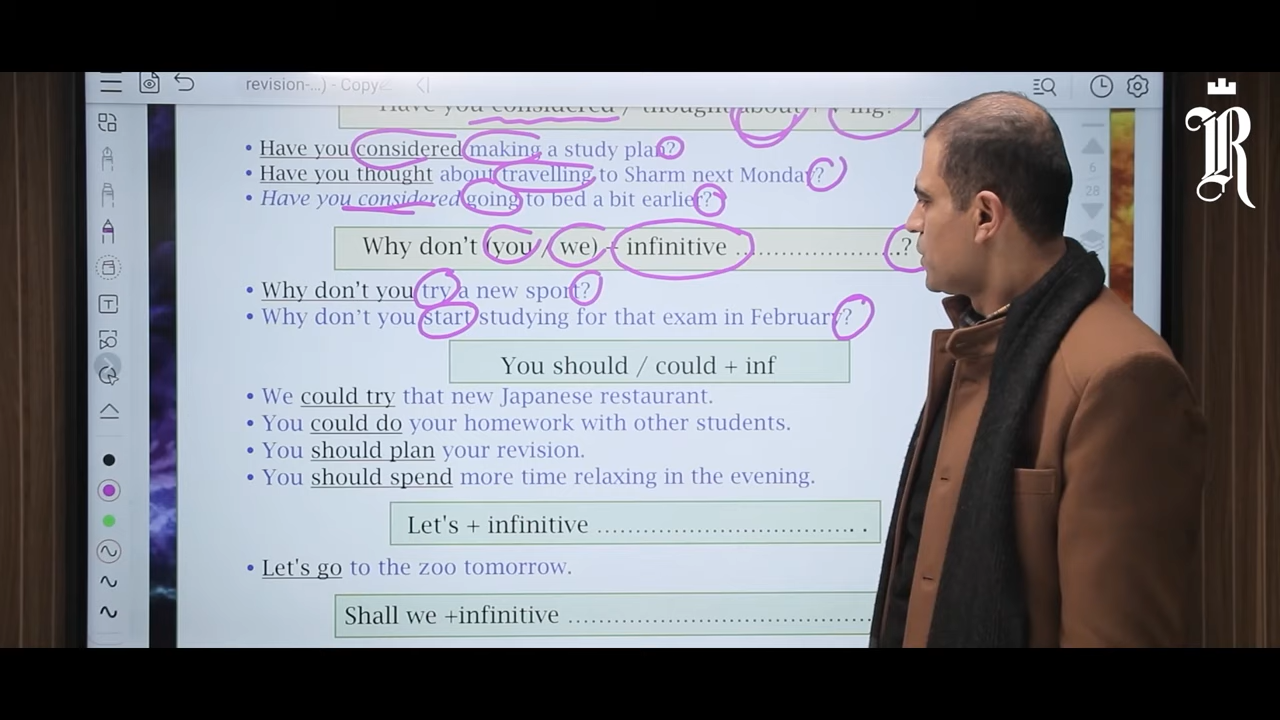 revision-...) - Copy
Have you considered / thought about + v ing?
• Have you considered making a study plan?
• Have you thought about travelling to Sharm next Monday?
• Have you considered going to bed a bit earlier?
Why don't (you / we) + infinitive ......................?
• Why don't you try a new sport?
• Why don't you start studying for that exam in February?
You should / could + inf
• We could try that new Japanese restaurant.
• You could do your homework with other students.
• You should plan your revision.
• You should spend more time relaxing in the evening.
Let's + infinitive ..................................
• Let's go to the zoo tomorrow.
Shall we +infinitive ......................................
6
28
R